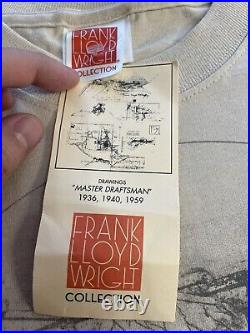 FRANK
LLOYD
WRIGHT
COLLECTION
DRAWINGS
"MASTER DRAFTSMAN"
1936, 1940, 1959
FRANK
LLOYD
WRIGHT
COLLECTION